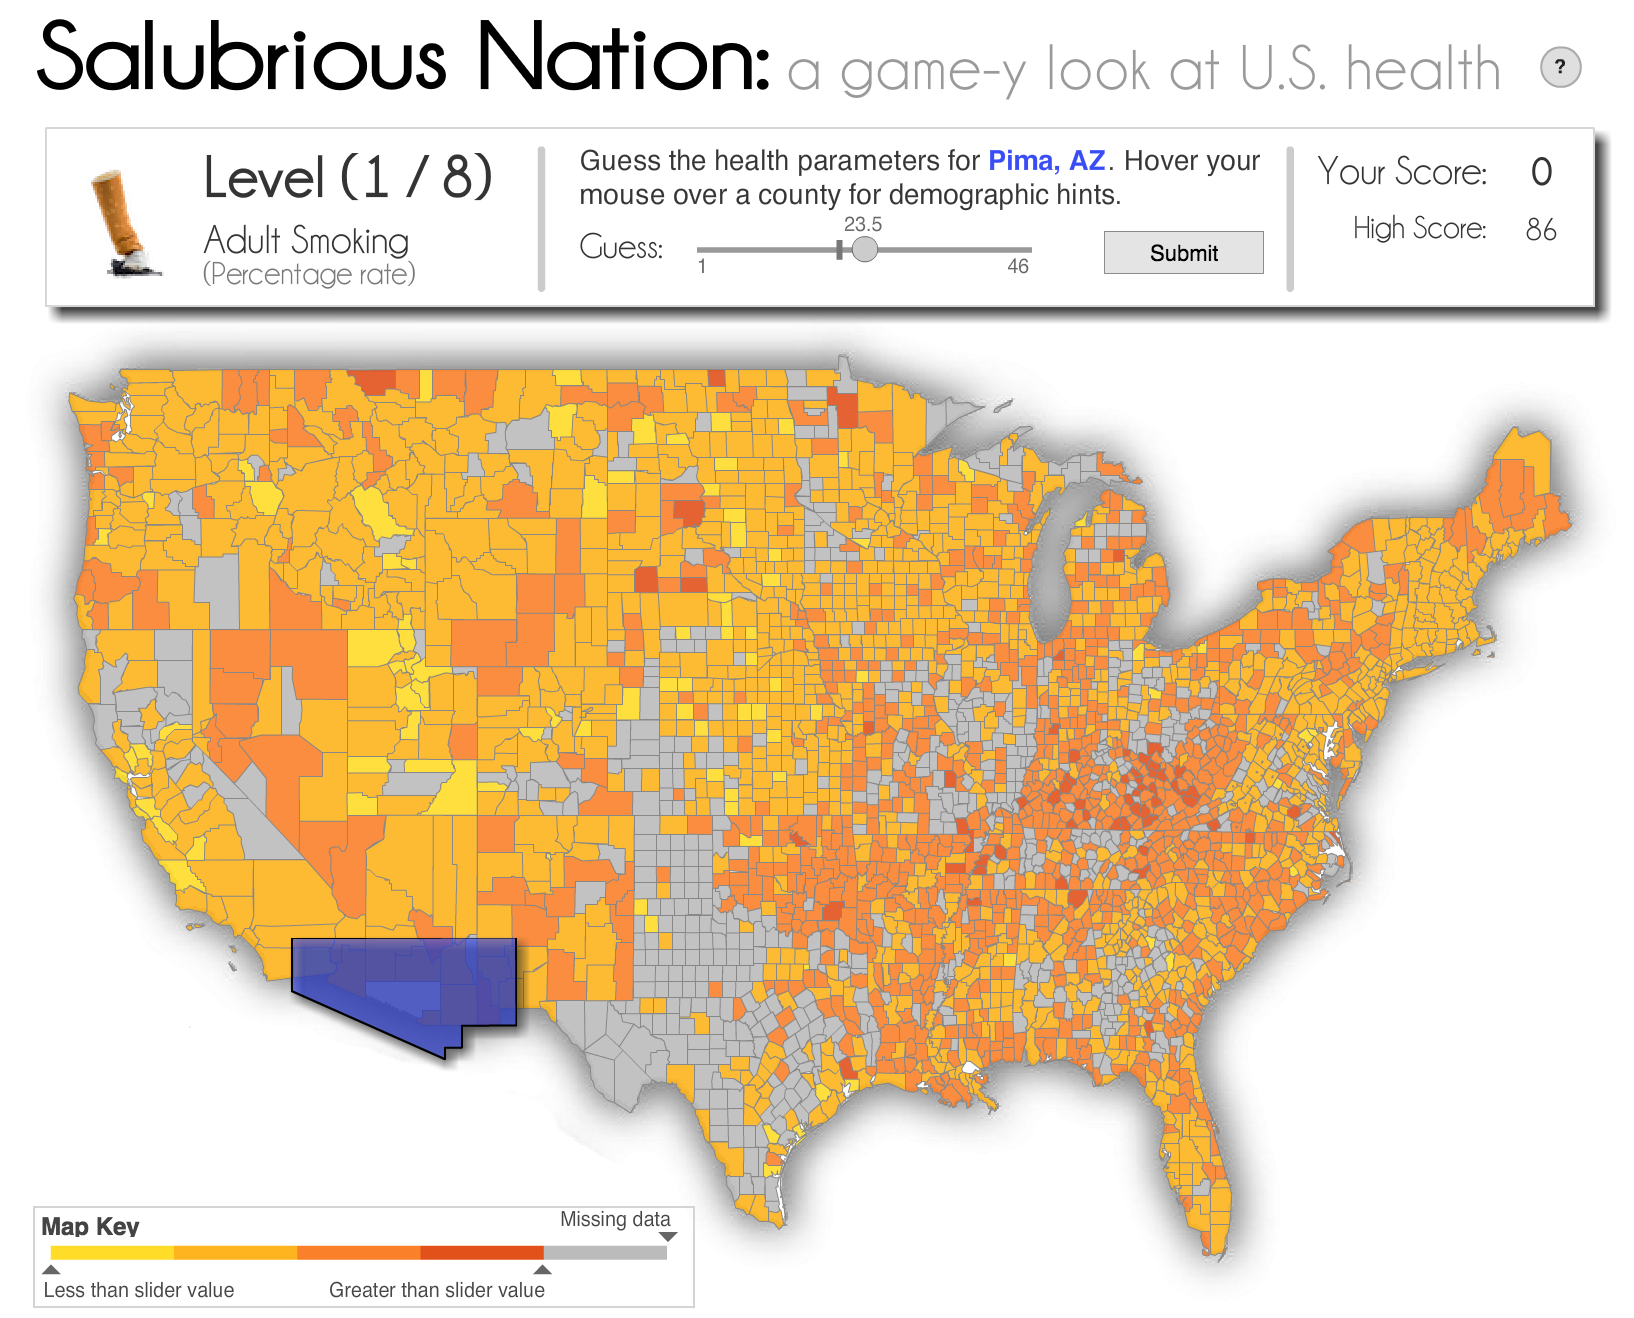 Salubrious Nation: a game-y look at U.S. health ?
Level (1 / 8)
Adult Smoking
(Percentage rate)
Guess the health parameters for Pima, AZ. Hover your
mouse over a county for demographic hints.
23.5
Guess:
1 46
Submit
Your Score: 0
High Score: 86
Map Key
Missing data
Less than slider value Greater than slider value